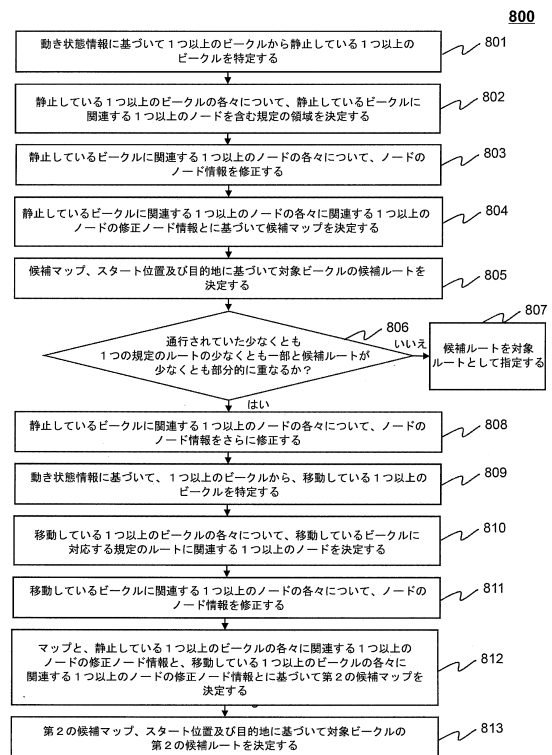 800
動き状態情報に基づいて1つ以上のビークルから静止している1つ以上の
ビークルを特定する
801
静止している1つ以上のビークルの各々について、静止しているビークルに
関連する1つ以上のノードを含む規定の領域を決定する
802
静止しているビークルに関連する1つ以上のノードの各々について、ノードの
ノード情報を修正する
803
静止しているビークルに関連する1つ以上のノードの各々に関連する1つ以上の
ノードの修正ノード情報とに基づいて候補マップを決定する
804
候補マップ、スタート位置及び目的地に基づいて対象ビークルの候補ルートを
決定する
805
通行されていた少なくとも
1つの規定のルートの少なくとも一部と候補ルートが
少なくとも部分的に重なるか?
806
いいえ
807
候補ルートを対象
ルートとして指定する
はい
静止しているビークルに関連する1つ以上のノードの各々について、ノードの
ノード情報をさらに修正する
808
動き状態情報に基づいて、1つ以上のビークルから、移動している1つ以上の
ビークルを特定する
809
移動している1つ以上のビークルの各々について、移動しているビークルに
対応する規定のルートに関連する1つ以上のノードを決定する
810
移動しているビークルに関連する1つ以上のノードの各々について、ノードの
ノード情報を修正する
811
マップと、静止している1つ以上のビークルの各々に関連する1つ以上の
ノードの修正ノード情報と、移動している1つ以上のビークルの各々に
関連する1つ以上のノードの修正ノード情報とに基づいて第2の候補マップを
決定する
812
第2の候補マップ、スタート位置及び目的地に基づいて対象ビークルの
第2の候補ルートを決定する
813